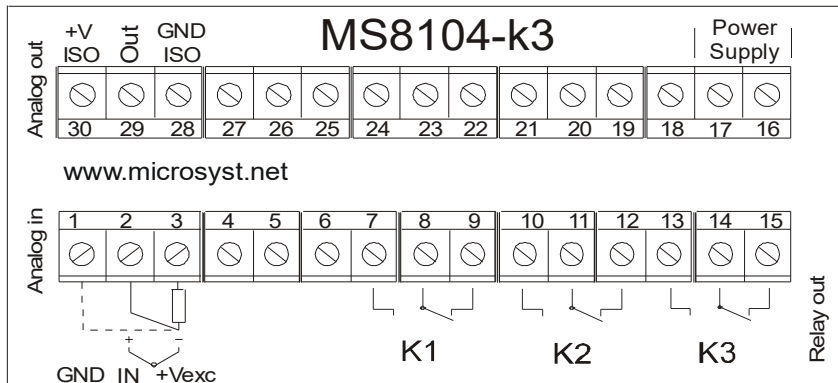 MS8104-k3
Analog out
+V ISO
Out
GND ISO
Power Supply
30 29 28 27 26 25 24 23 22 21 20 19 18 17 16
www.microsyst.net
Analog in
1 2 3 4 5 6 7 8 9 10 11 12 13 14 15
+ -
K1 K2 K3
GND IN +Vexc
Relay out